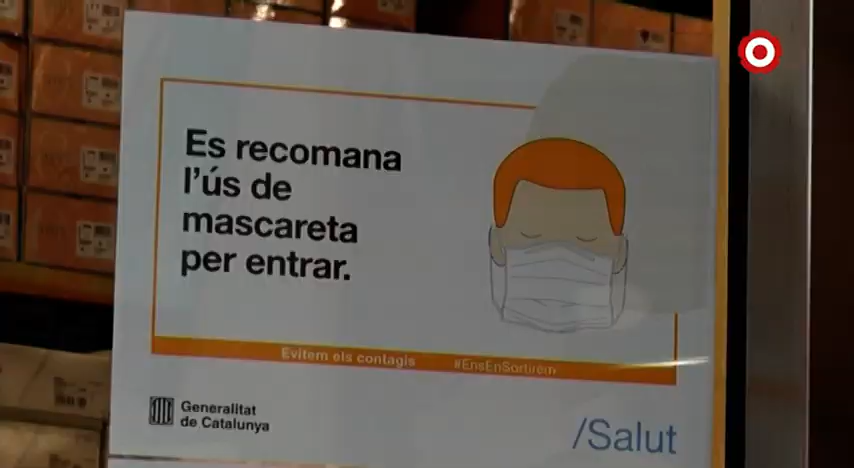 Es recomana
l'ús de
mascareta
per entrar.
Evitem els contagis #EnsEnSortirem
Generalitat
de Catalunya
/Salut